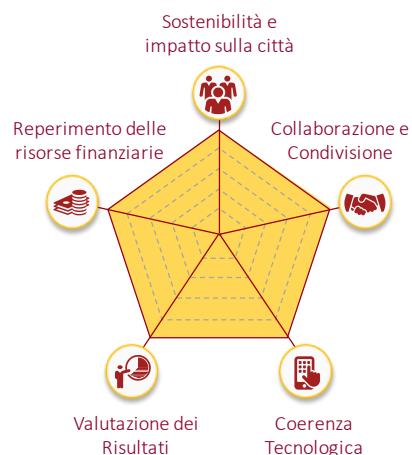 Sostenibilità e
impatto sulla città
Reperimento delle
risorse finanziarie
Collaborazione e
Condivisione
Valutazione dei
Risultati
Coerenza
Tecnologica